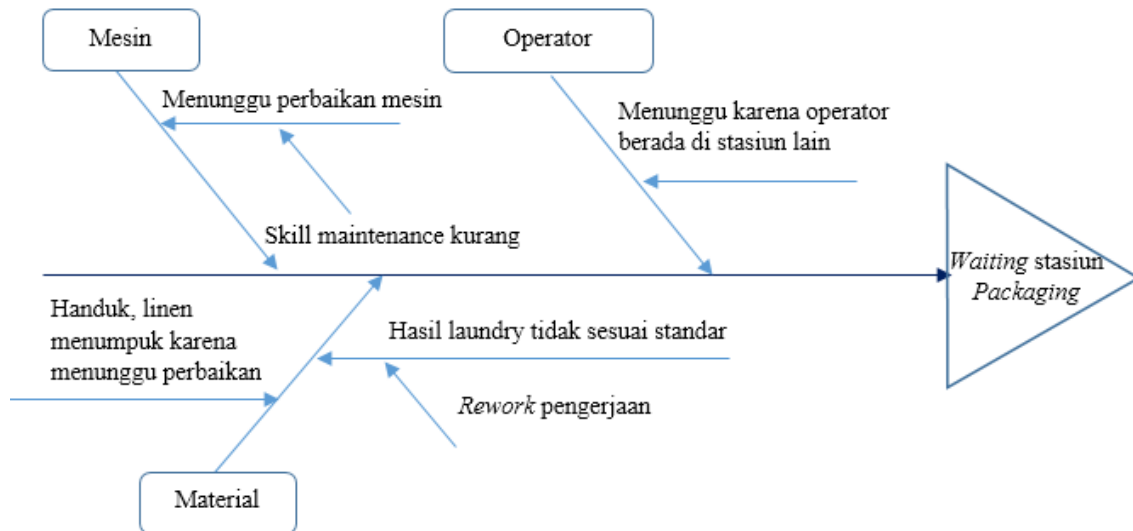 Mesin
Operator
Menunggu perbaikan mesin
Menunggu karena operator
berada di stasiun lain
Skill maintenance kurang
Waiting stasiun
Packaging
Handuk, linen
menumpuk karena
menunggu perbaikan
Hasil laundry tidak sesuai standar
Rework pengerjaan
Material